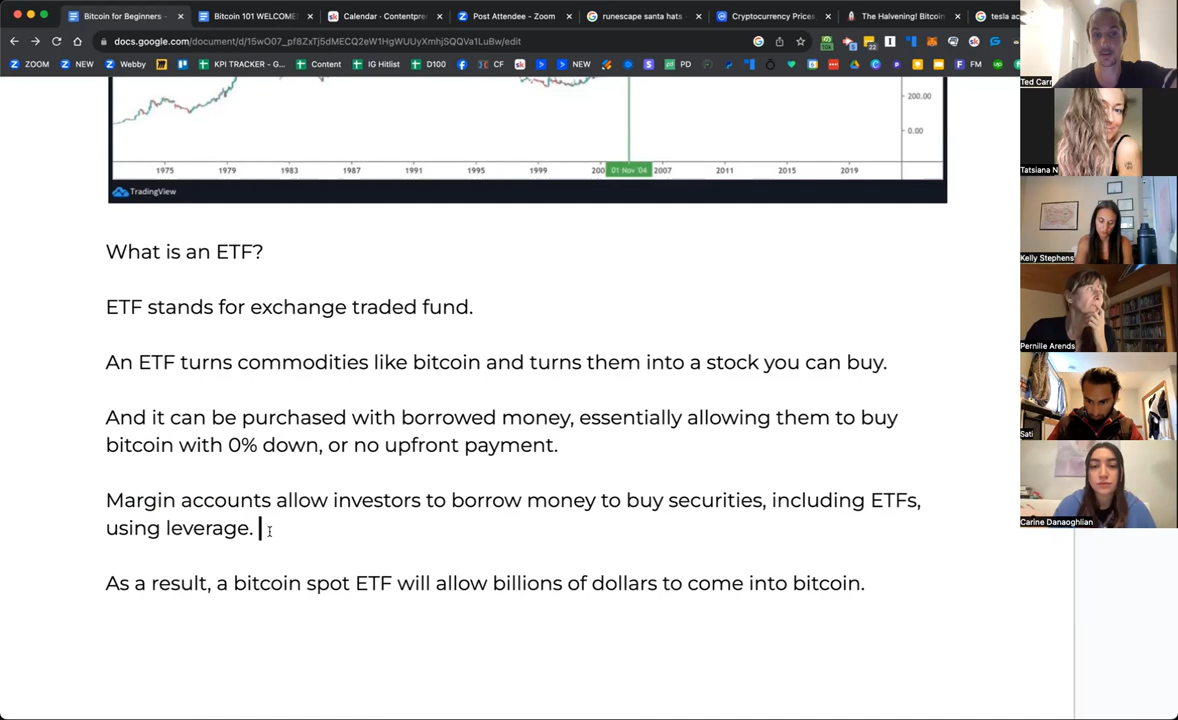 Bitcoin for Beginners -
Bitcoin 101 WELCOME
Calendar - Contentpre
Post Attendee - Zoom
runescape santa hats -
Cryptocurrency Prices,
The Halvening! Bitcoin
tesla ac
docs.google.com/document/d/15wO07_pf8ZxTj5dMECQ2eW1HgWUUyXmhjSQQVa1LuBw/edit
ZOOM NEW Webby KPI TRACKER - G... Content IG Hitlist D100 CF NEW PD FM
200.00
0.00
1975 1979 1983 1987 1991 1995 1999 200 01 Nov '04 2007 2011 2015 2019
TradingView
What is an ETF?
ETF stands for exchange traded fund.
An ETF turns commodities like bitcoin and turns them into a stock you can buy.
And it can be purchased with borrowed money, essentially allowing them to buy
bitcoin with 0% down, or no upfront payment.
Margin accounts allow investors to borrow money to buy securities, including ETFs,
using leverage.
As a result, a bitcoin spot ETF will allow billions of dollars to come into bitcoin.
Ted Carr
Tatsiana N
Kelly Stephens
Pernille Arends
Sati
Carine Danaoghlian